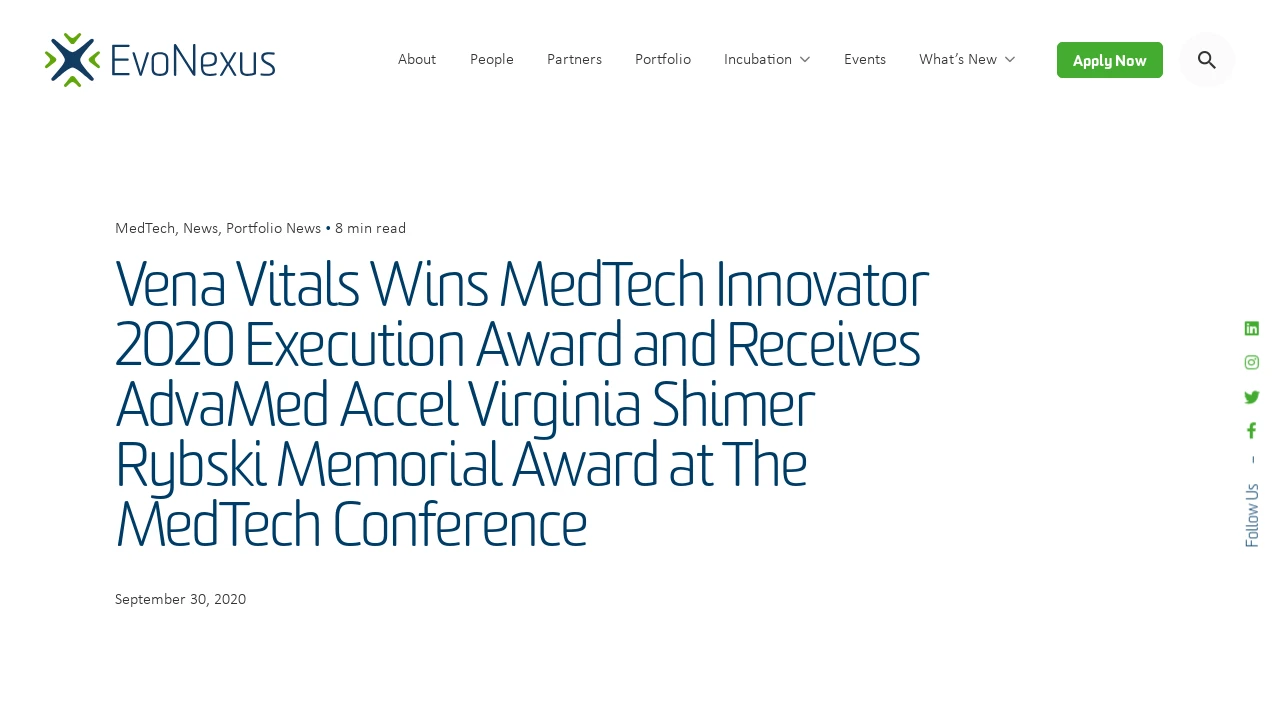 EvoNexus
About People Partners Portfolio Incubation Events What's New Apply Now
MedTech, News, Portfolio News • 8 min read
Vena Vitals Wins MedTech Innovator
2020 Execution Award and Receives
AdvaMed Accel Virginia Shimer
Rybski Memorial Award at The
MedTech Conference
September 30, 2020
Follow Us –